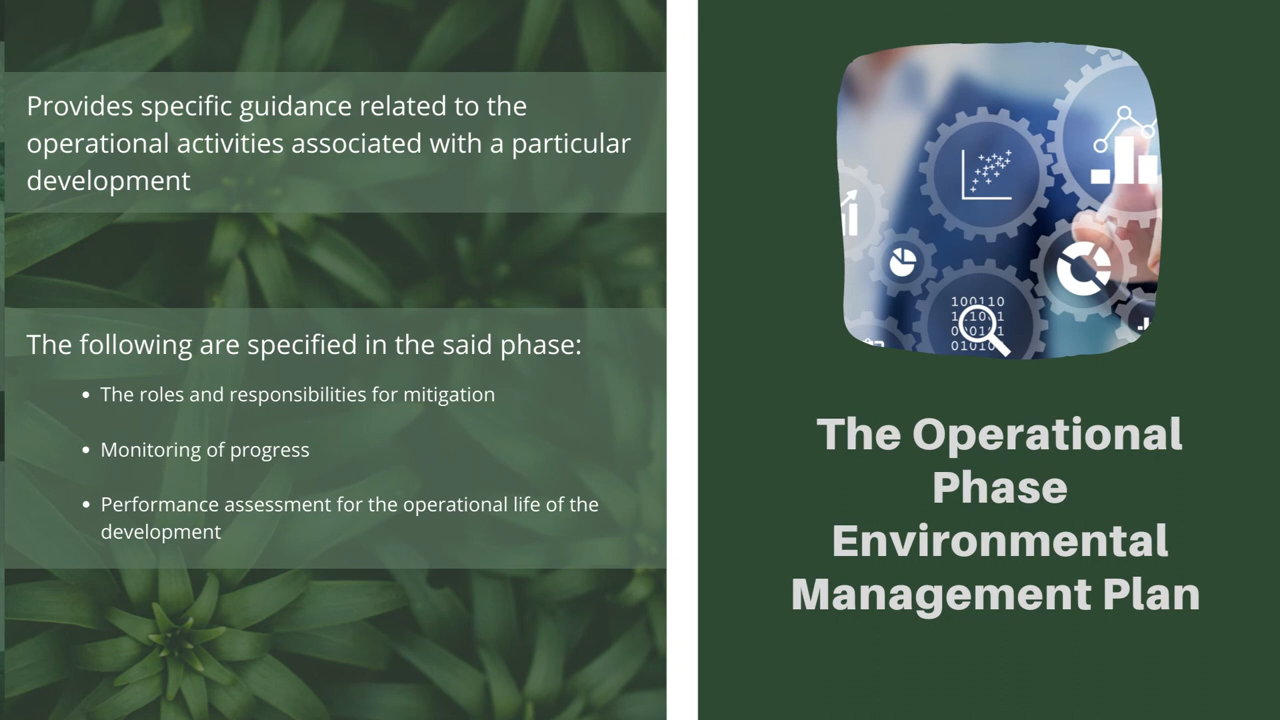 Provides specific guidance related to the
operational activities associated with a particular
development
The following are specified in the said phase:
• The roles and responsibilities for mitigation
• Monitoring of progress
• Performance assessment for the operational life of the
development
100110
The Operational
Phase
Environmental
Management Plan